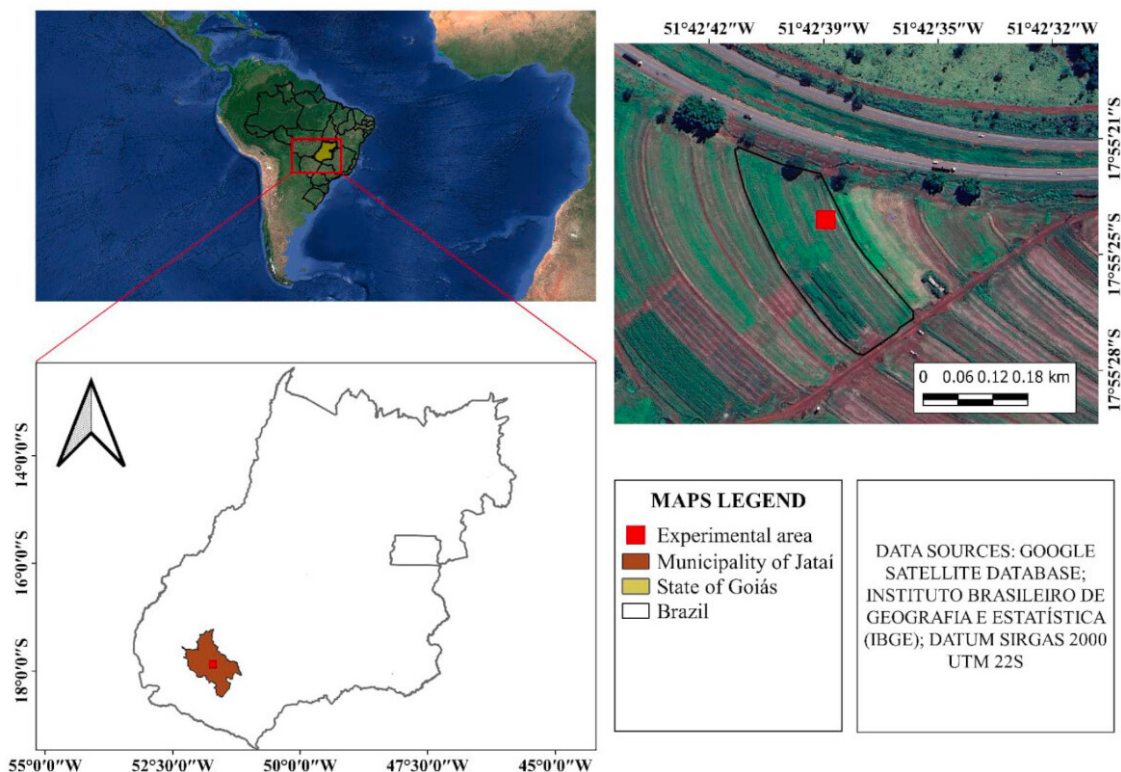 51°42'42"W 51°42'39"W 51°42'35"W 51°42'32"W
17°55'21"S
17°55'25"S
17°55'28"S
0 0.06 0.12 0.18 km
14°0'0"S
16°0'0"S
18°0'0"S
55°0'0"W 52°30'0"W 50°0'0"W 47°30'0"W 45°0'0"W
MAPS LEGEND
Experimental area
Municipality of Jataí
State of Goiás
Brazil
DATA SOURCES: GOOGLE
SATELLITE DATABASE;
INSTITUTO BRASILEIRO DE
GEOGRAFIA E ESTATÍSTICA
(IBGE); DATUM SIRGAS 2000
UTM 22S